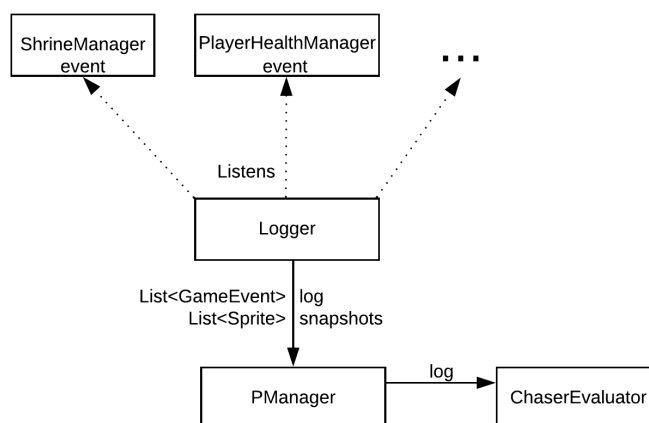 ShrineManager
event
PlayerHealthManager
event
...
Listens
Logger
List<GameEvent> log
List<Sprite> snapshots
log
PManager
ChaserEvaluator